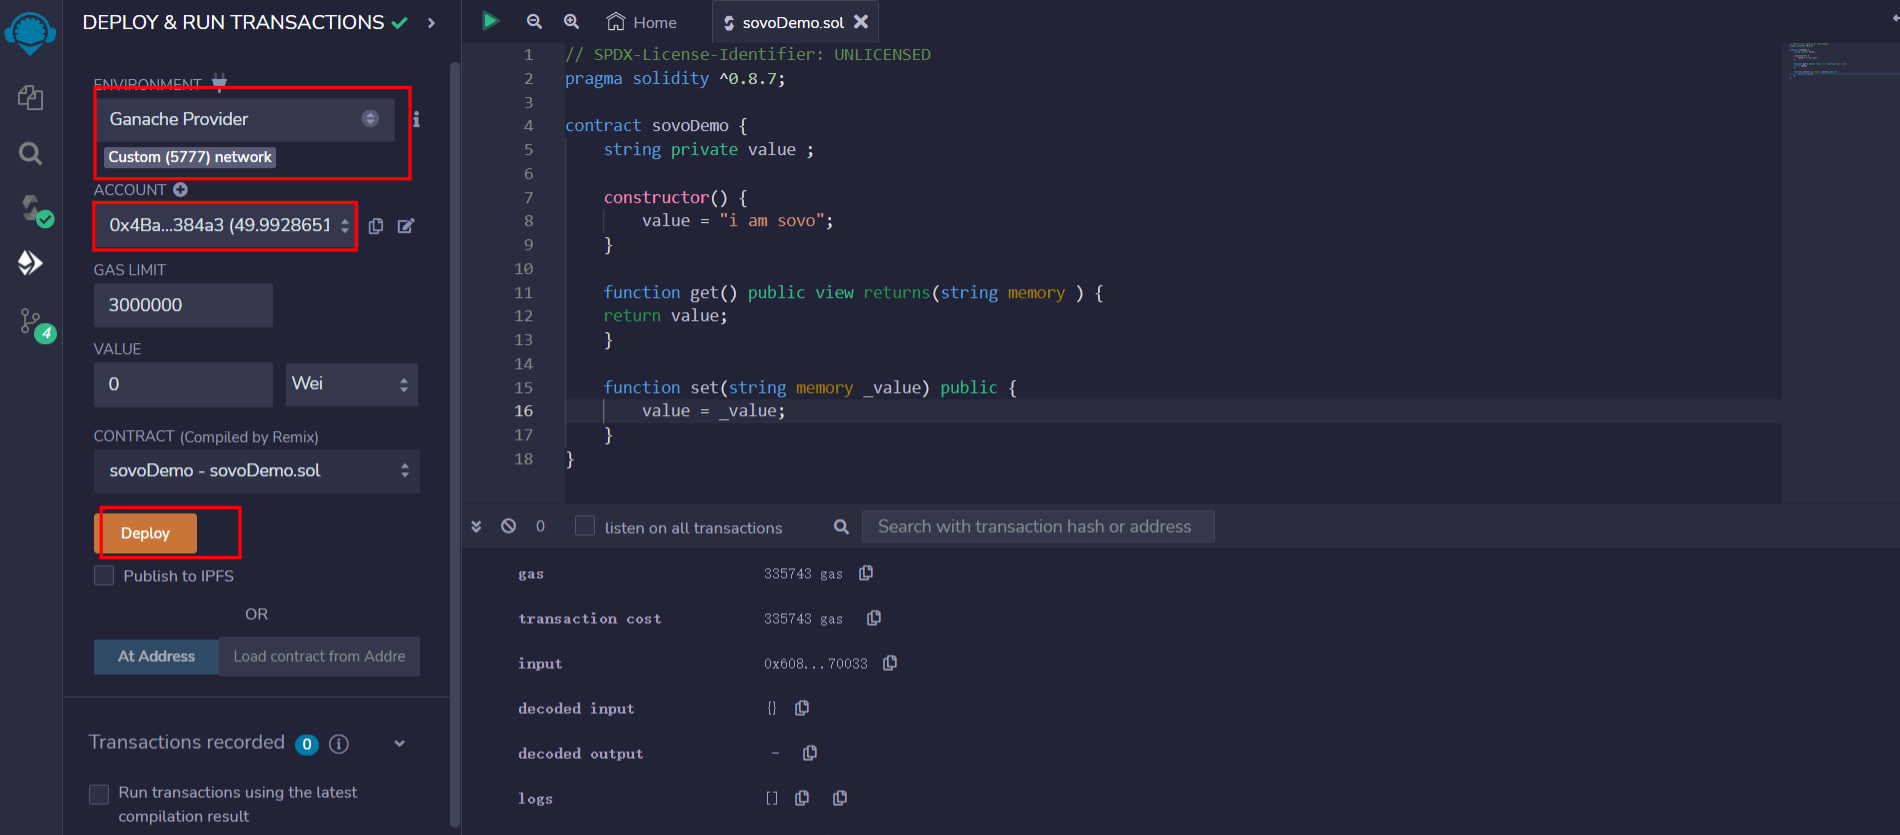 DEPLOY & RUN TRANSACTIONS
ENVIRONMENT
Ganache Provider
Custom (5777) network
ACCOUNT
0x4Ba...384a3 (49.9928651
GAS LIMIT
3000000
VALUE
0
Wei
CONTRACT (Compiled by Remix)
sovoDemo - sovoDemo.sol
Deploy
Publish to IPFS
OR
At Address
Load contract from Addre
Transactions recorded 0 i
Run transactions using the latest
compilation result
4
Home
sovoDemo.sol
1 // SPDX-License-Identifier: UNLICENSED
2 pragma solidity ^0.8.7;
3
4 contract sovoDemo {
5 string private value ;
6
7 constructor() {
8 value = "i am sovo";
9 }
10
11 function get() public view returns(string memory ) {
12 return value;
13 }
14
15 function set(string memory _value) public {
16 value = _value;
17 }
18 }
0 listen on all transactions
Search with transaction hash or address
gas 335743 gas
transaction cost 335743 gas
input 0x608...70033
decoded input {}
decoded output -
logs []